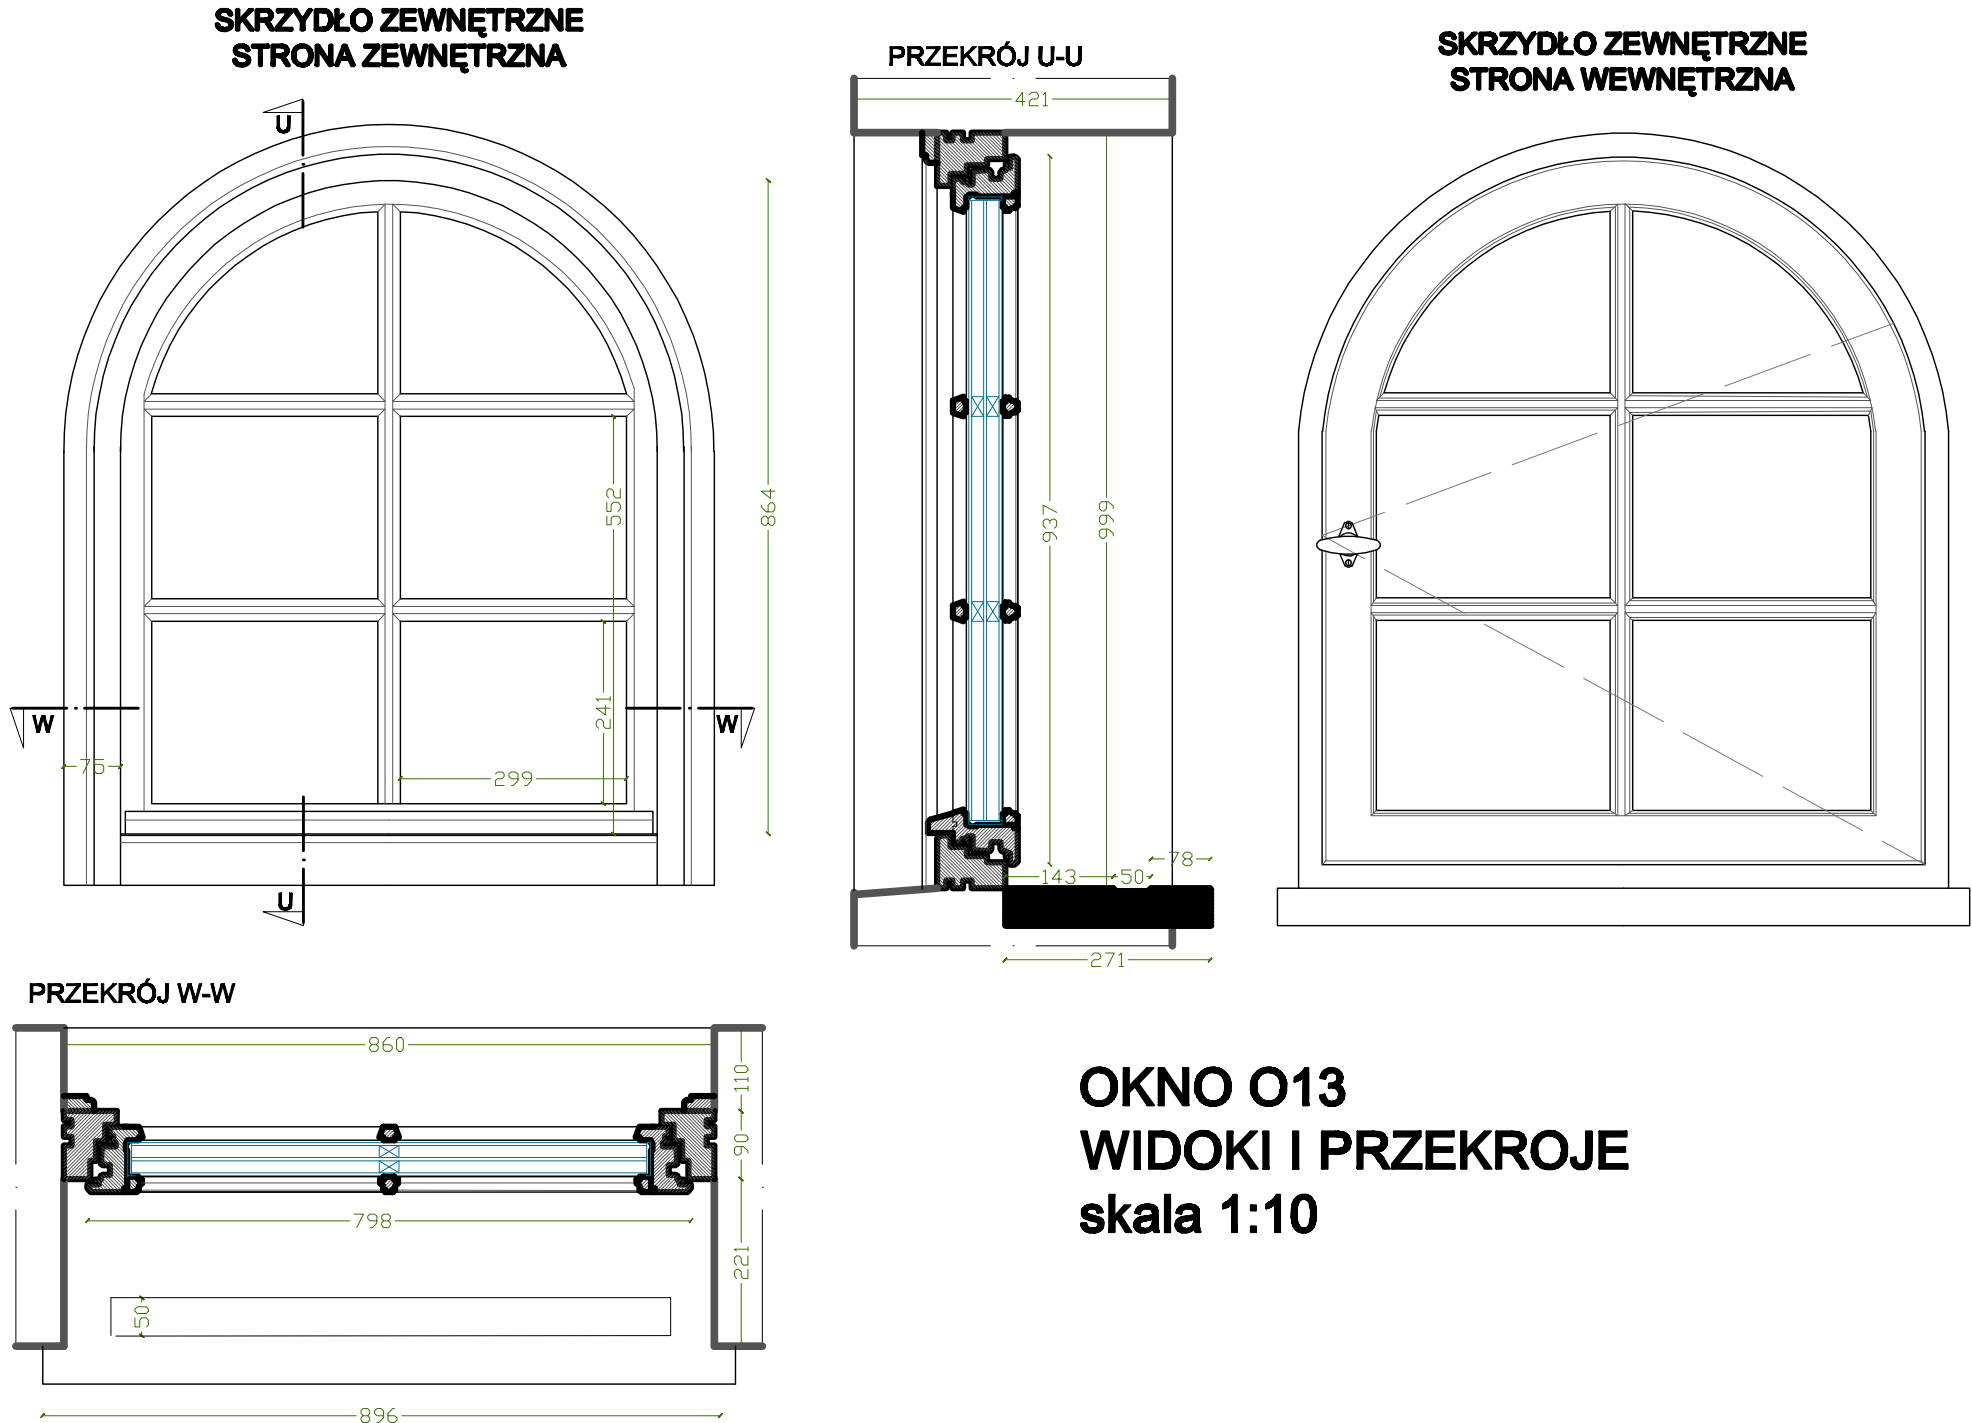 SKRZYDŁO ZEWNĘTRZNE
STRONA ZEWNĘTRZNA
U
552
864
241
W
W
75
299
U
PRZEKRÓJ U-U
421
937
999
78
143
50
271
SKRZYDŁO ZEWNĘTRZNE
STRONA WEWNĘTRZNA
PRZEKRÓJ W-W
860
110
90
798
221
50
896
OKNO O13
WIDOKI I PRZEKROJE
skala 1:10